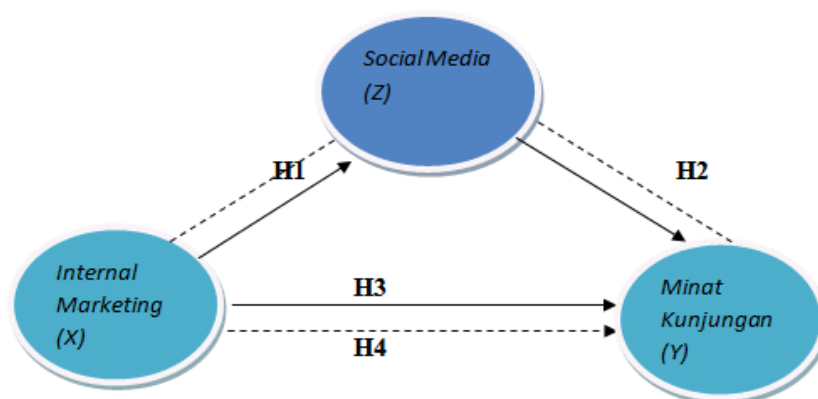 Social Media
(Z)
H1
H2
Internal
Marketing
(X)
H3
H4
Minat
Kunjungan
(Y)